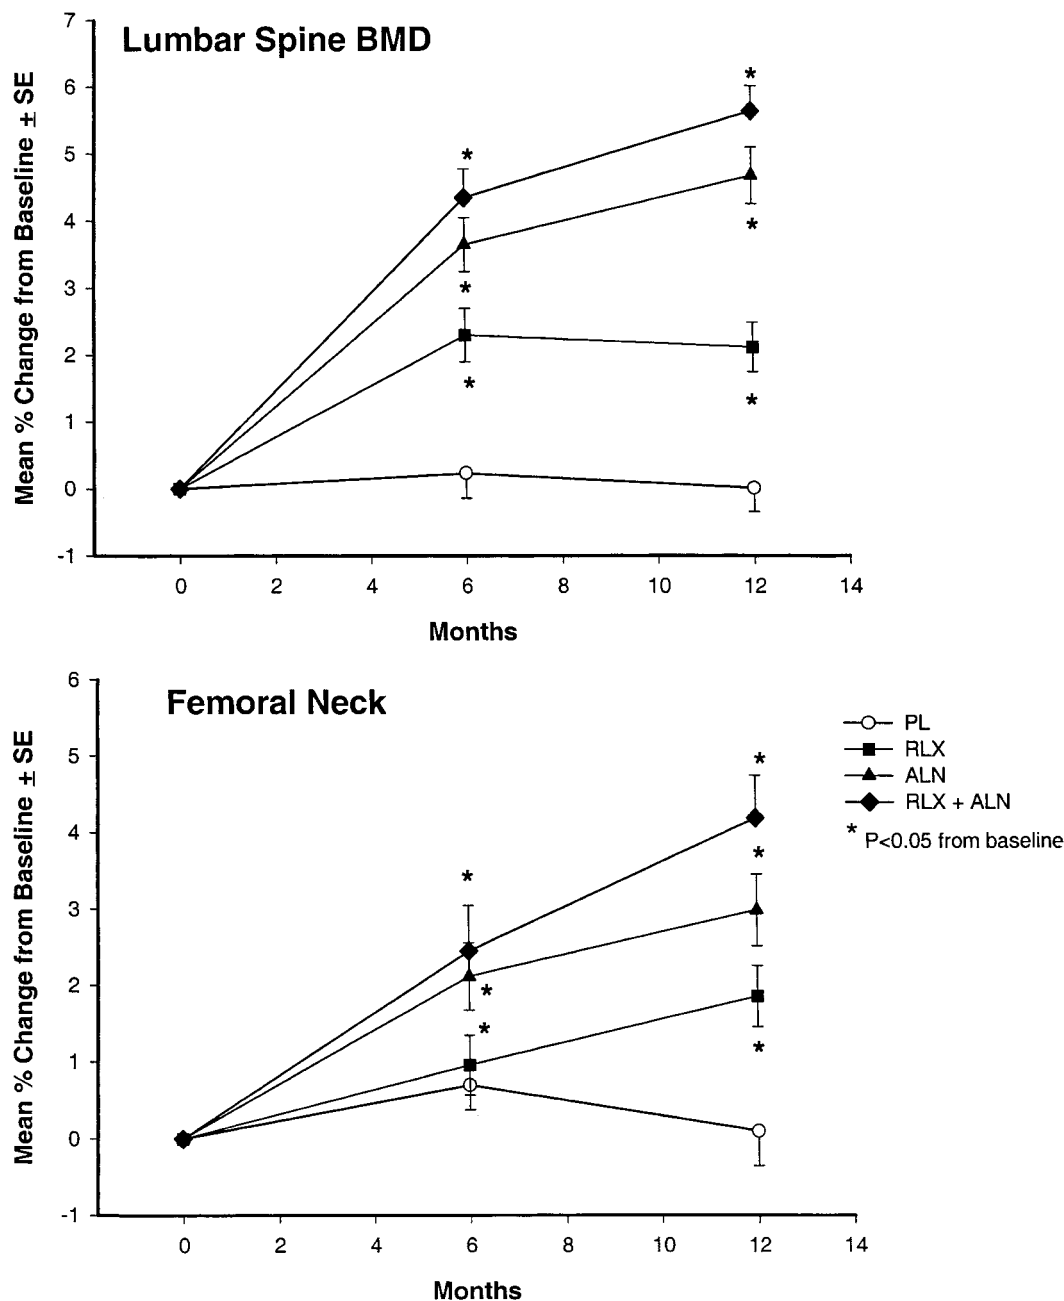 Lumbar Spine BMD
Mean % Change from Baseline ± SE
7
6
5
4
3
2
1
0
-1
*
*
*
*
*
*
0 2 4 6 8 10 12 14
Months
Femoral Neck
Mean % Change from Baseline ± SE
6
5
4
3
2
1
0
-1
*
*
*
*
*
*
0 2 4 6 8 10 12 14
Months
PL
RLX
ALN
RLX + ALN
* P<0.05 from baseline